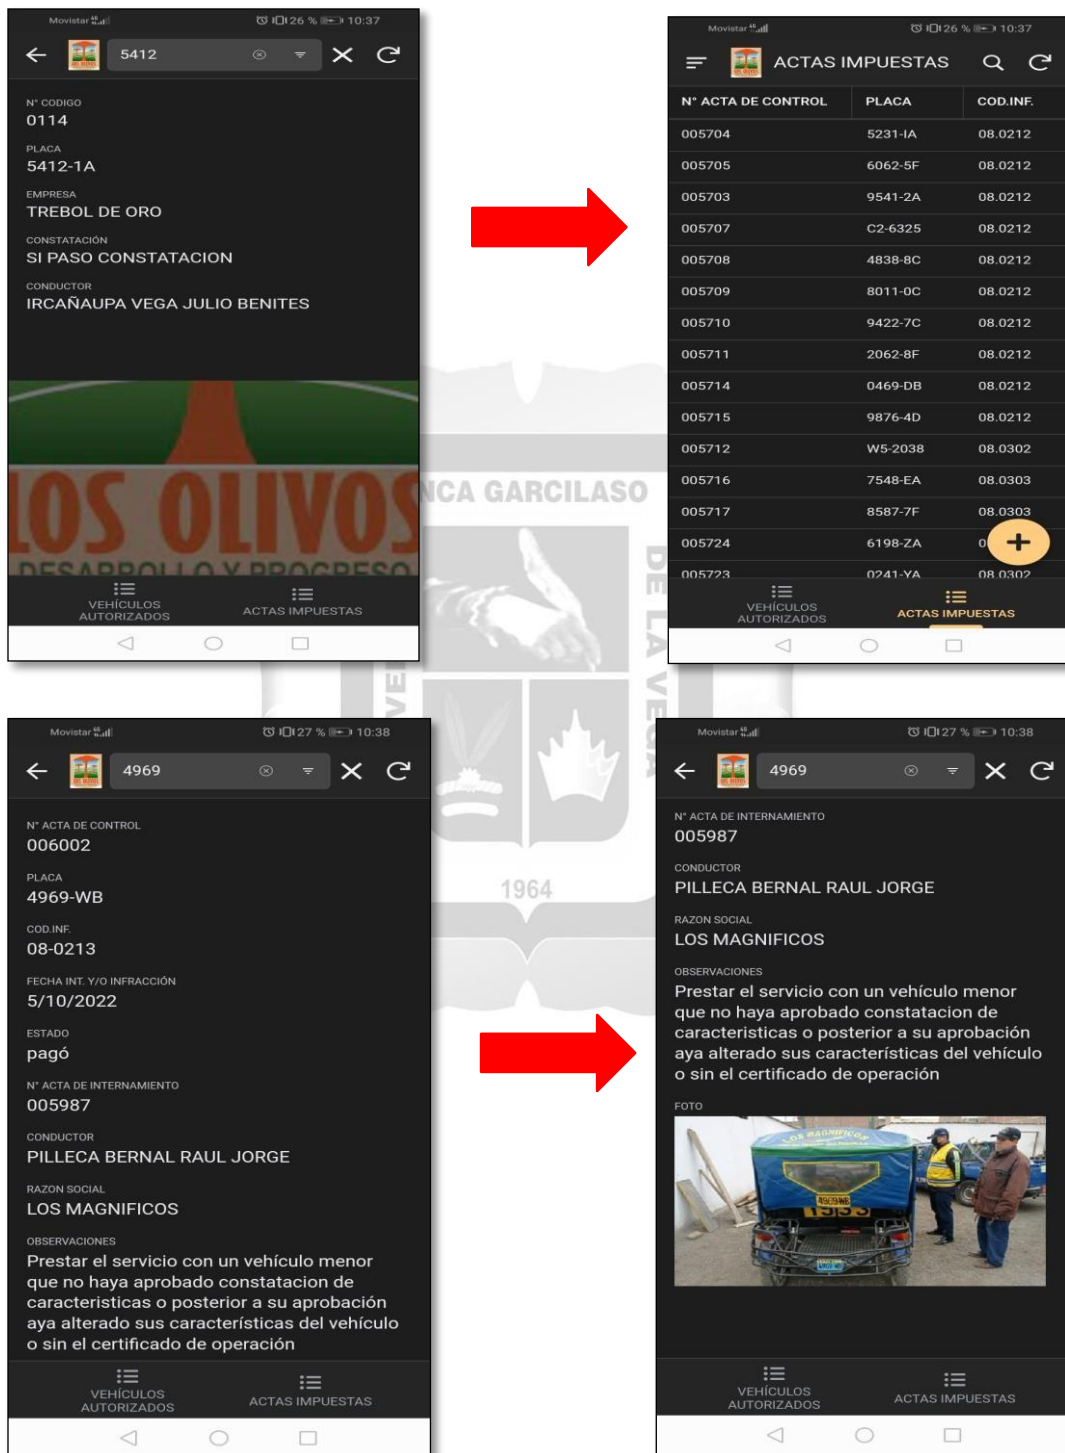 Movistar 26 % 10:37
5412
N° CODIGO
0114
PLACA
5412-1A
EMPRESA
TREBOL DE ORO
CONSTATACIÓN
SI PASO CONSTATACION
CONDUCTOR
IRCAÑAUPA VEGA JULIO BENITES
LOS OLIVOS
DESARROLLO Y PROGRESO
VEHÍCULOS AUTORIZADOS
ACTAS IMPUESTAS
Movistar 26 % 10:37
ACTAS IMPUESTAS
N° ACTA DE CONTROL PLACA COD.INF.
005704 5231-IA 08.0212
005705 6062-5F 08.0212
005703 9541-2A 08.0212
005707 C2-6325 08.0212
005708 4838-8C 08.0212
005709 8011-0C 08.0212
005710 9422-7C 08.0212
005711 2062-8F 08.0212
005714 0469-DB 08.0212
005715 9876-4D 08.0212
005712 W5-2038 08.0302
005716 7548-EA 08.0303
005717 8587-7F 08.0303
005724 6198-ZA 0
005723 0241-YA 08.0302
VEHÍCULOS AUTORIZADOS
ACTAS IMPUESTAS
NCA GARCILASO
DE LA VEGA
1964
Movistar 27 % 10:38
4969
N° ACTA DE CONTROL
006002
PLACA
4969-WB
COD.INF.
08-0213
FECHA INT. Y/O INFRACCIÓN
5/10/2022
ESTADO
pagó
N° ACTA DE INTERNAMIENTO
005987
CONDUCTOR
PILLECA BERNAL RAUL JORGE
RAZON SOCIAL
LOS MAGNIFICOS
OBSERVACIONES
Prestar el servicio con un vehículo menor
que no haya aprobado constatacion de
caracteristicas o posterior a su aprobación
aya alterado sus características del vehículo
o sin el certificado de operación
VEHÍCULOS AUTORIZADOS
ACTAS IMPUESTAS
Movistar 27 % 10:38
4969
N° ACTA DE INTERNAMIENTO
005987
CONDUCTOR
PILLECA BERNAL RAUL JORGE
RAZON SOCIAL
LOS MAGNIFICOS
OBSERVACIONES
Prestar el servicio con un vehículo menor
que no haya aprobado constatacion de
caracteristicas o posterior a su aprobación
aya alterado sus características del vehículo
o sin el certificado de operación
FOTO
LOS MAGNIFICOS
4969WB
1553
VEHÍCULOS AUTORIZADOS
ACTAS IMPUESTAS